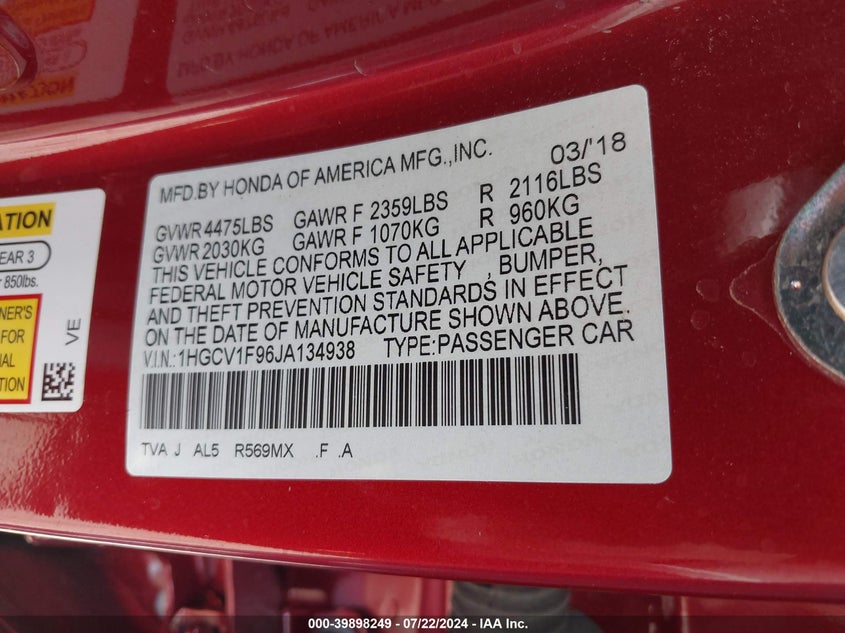 MFD.BY HONDA OF AMERICA MFG.,INC. 03/'18
GVWR 4475LBS GAWR F 2359LBS R 2116LBS
GVWR 2030KG GAWR F 1070KG R 960KG
THIS VEHICLE CONFORMS TO ALL APPLICABLE
FEDERAL MOTOR VEHICLE SAFETY , BUMPER,
AND THEFT PREVENTION STANDARDS IN EFFECT
ON THE DATE OF MANUFACTURE SHOWN ABOVE.
V.I.N.:1HGCV1F96JA134938 TYPE:PASSENGER CAR
TVA J AL5 R569MX .F .A
EAR 3
850lbs.
NER'S
FOR
VE
000-39898249 - 07/22/2024 - IAA Inc.